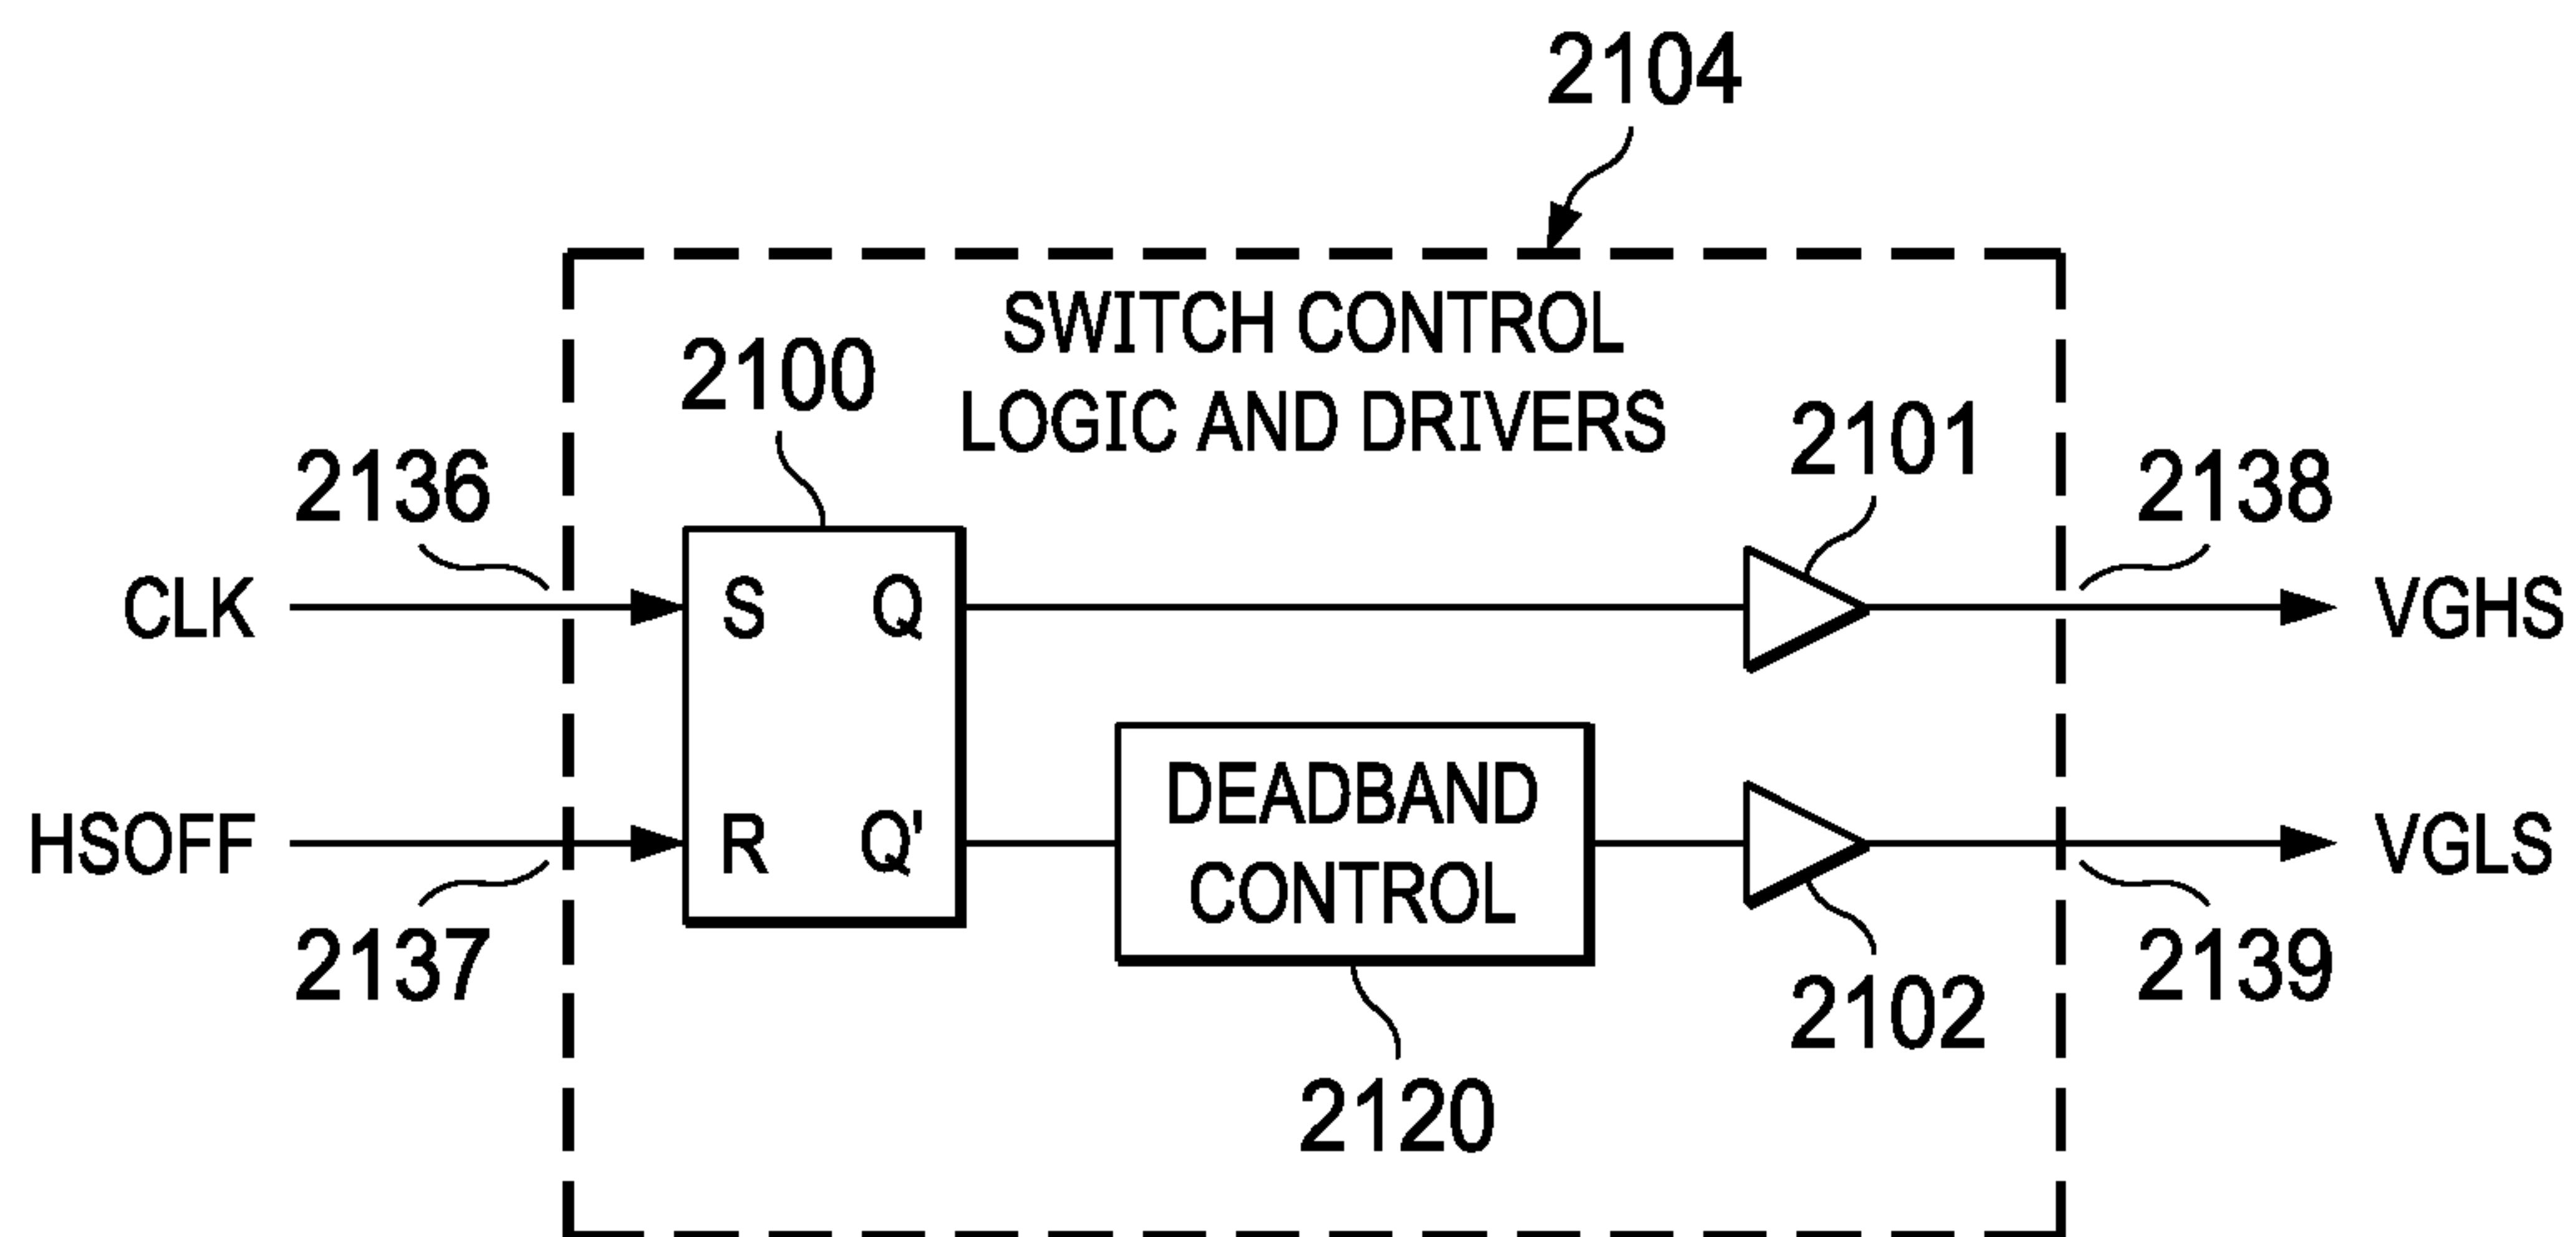 2104
SWITCH CONTROL
LOGIC AND DRIVERS
2100
2101
2136
2138
CLK
S
Q
VGHS
HSOFF
R
Q'
DEADBAND
CONTROL
VGLS
2137
2102
2139
2120